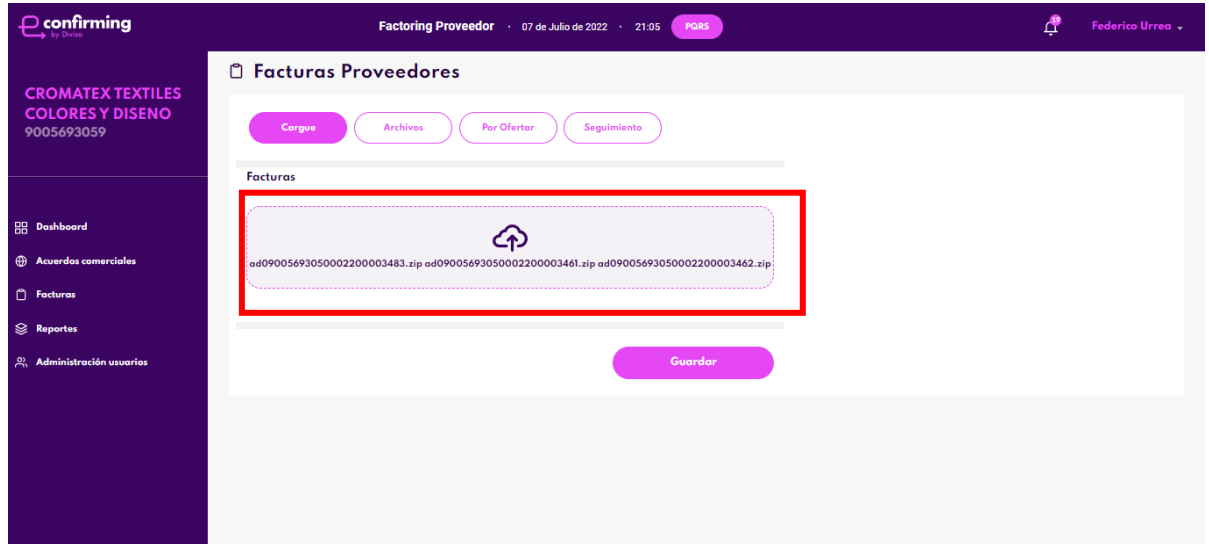 confirming
by Divisa
Factoring Proveedor · 07 de Julio de 2022 · 21:05 PQRS
39
Federico Urrea
CROMATEX TEXTILES
COLORES Y DISENO
9005693059
Dashboard
Acuerdos comerciales
Facturas
Reportes
Administración usuarios
Facturas Proveedores
Cargue Archivos Por Ofertar Seguimiento
Facturas
ad09005693050002200003483.zip ad09005693050002200003461.zip ad09005693050002200003462.zip
Guardar